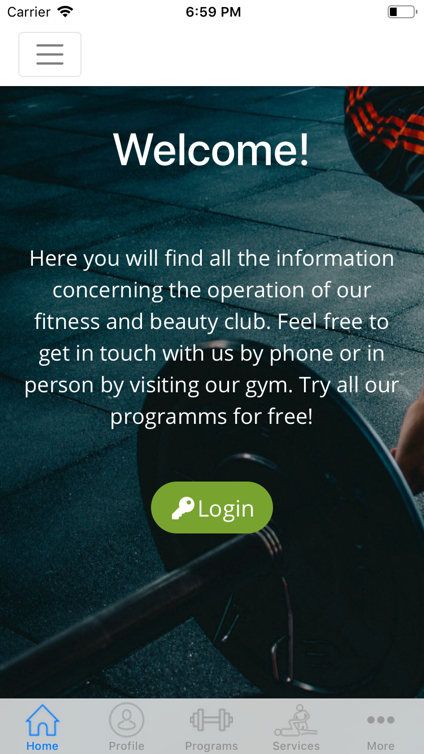 Carrier 6:59 PM
Welcome!
Here you will find all the information
concerning the operation of our
fitness and beauty club. Feel free to
get in touch with us by phone or in
person by visiting our gym. Try all our
programms for free!
Login
Home Profile Programs Services More